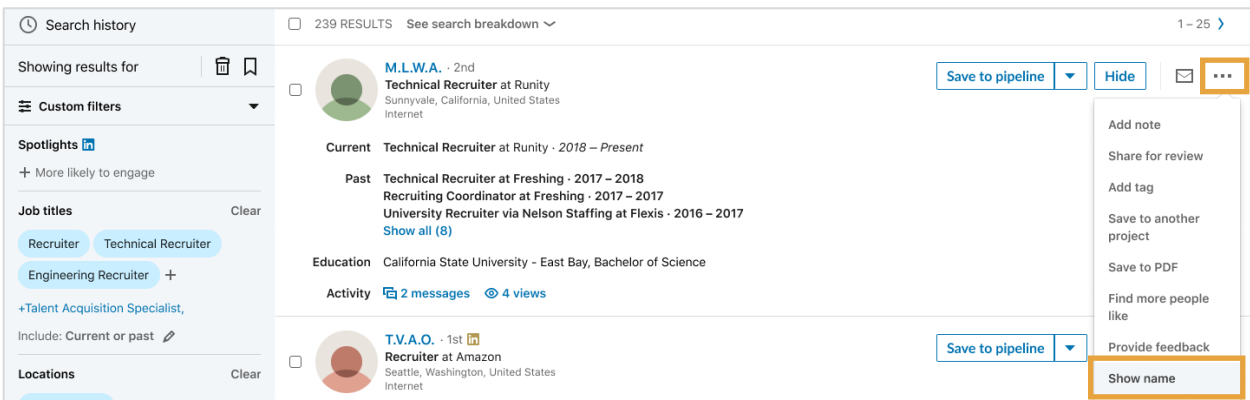 Search history
239 RESULTS See search breakdown
1 – 25
Showing results for
Custom filters
Spotlights in
+ More likely to engage
Job titles Clear
Recruiter Technical Recruiter
Engineering Recruiter +
+Talent Acquisition Specialist,
Include: Current or past
Locations Clear
M.L.W.A. · 2nd
Technical Recruiter at Runity
Sunnyvale, California, United States
Internet
Save to pipeline Hide ...
Current Technical Recruiter at Runity · 2018 – Present
Past Technical Recruiter at Freshing · 2017 – 2018
Recruiting Coordinator at Freshing · 2017 – 2017
University Recruiter via Nelson Staffing at Flexis · 2016 – 2017
Show all (8)
Education California State University - East Bay, Bachelor of Science
Activity 2 messages 4 views
T.V.A.O. · 1st in
Recruiter at Amazon
Seattle, Washington, United States
Internet
Save to pipeline
Add note
Share for review
Add tag
Save to another
project
Save to PDF
Find more people
like
Provide feedback
Show name